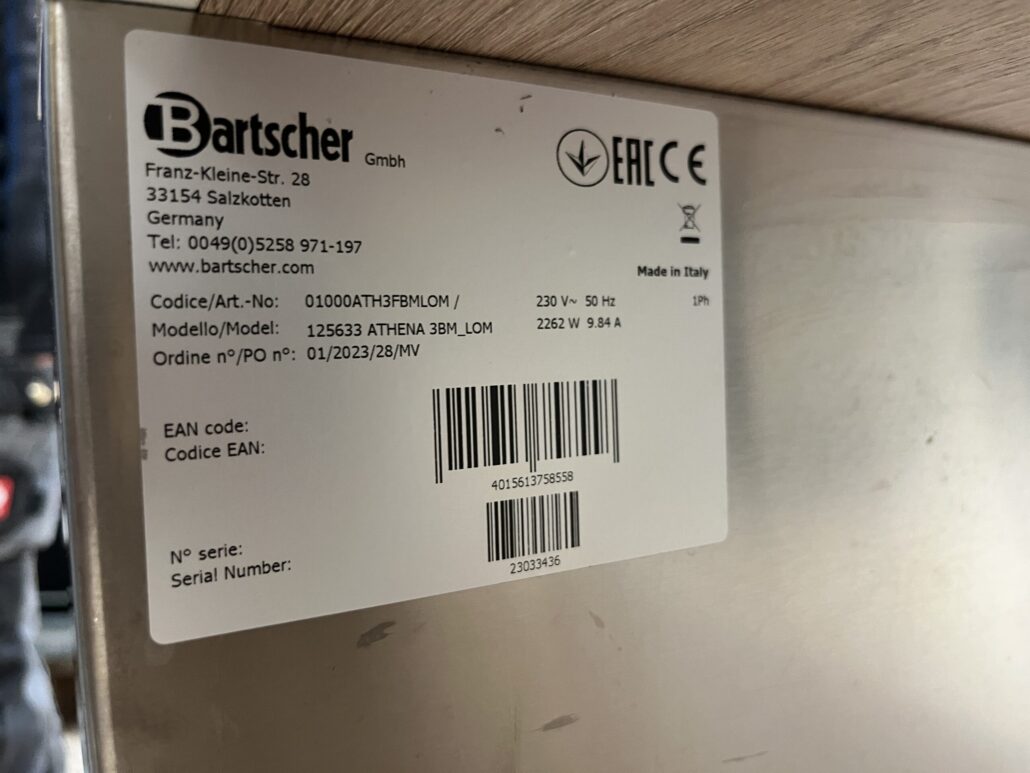 Bartscher Gmbh
Franz-Kleine-Str. 28
33154 Salzkotten
Germany
Tel: 0049(0)5258 971-197
www.bartscher.com
EAC CE
Made in Italy
Codice/Art.-No: 01000ATH3FBMLOM / 230 V~ 50 Hz 1Ph
Modello/Model: 125633 ATHENA 3BM_LOM 2262 W 9.84 A
Ordine n°/PO n°: 01/2023/28/MV
EAN code:
Codice EAN:
4015613758558
N° serie:
Serial Number:
23033436